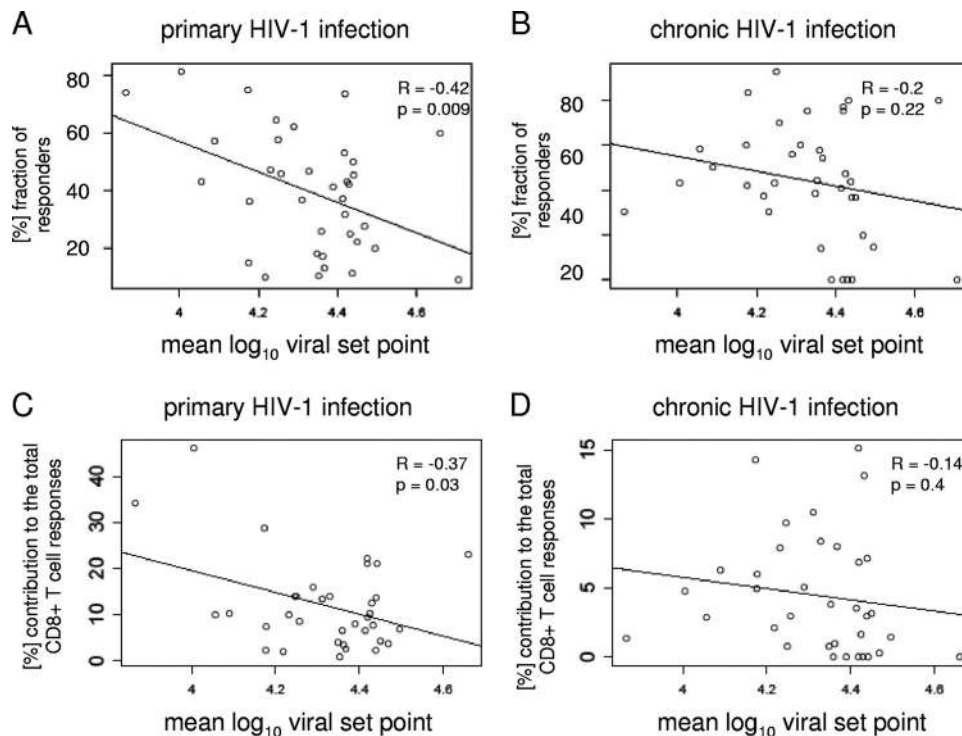 A
primary HIV-1 infection
R = -0.42
p = 0.009
80
60
40
20
[%] fraction of
responders
4
4.2
4.4
4.6
mean log₁₀ viral set point
B
chronic HIV-1 infection
R = -0.2
p = 0.22
80
60
40
20
[%] fraction of
responders
4
4.2
4.4
4.6
mean log₁₀ viral set point
C
primary HIV-1 infection
R = -0.37
p = 0.03
40
30
20
10
0
[%] contribution to the total
CD8+ T cell responses
4
4.2
4.4
4.6
mean log₁₀ viral set point
D
chronic HIV-1 infection
R = -0.14
p = 0.4
15
10
5
0
[%] contribution to the total
CD8+ T cell responses
4
4.2
4.4
4.6
mean log₁₀ viral set point